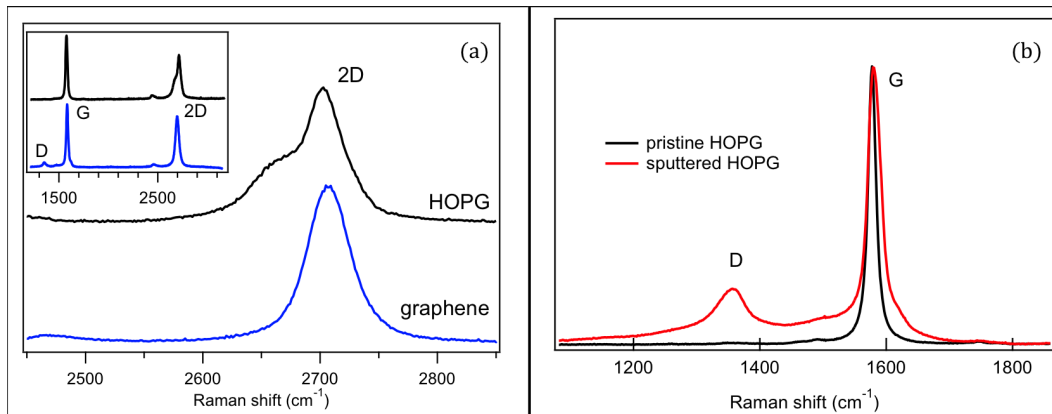 (a)
2D
G
2D
D
1500
2500
HOPG
graphene
2500
2600
2700
2800
Raman shift (cm-1)
(b)
G
pristine HOPG
sputtered HOPG
D
1200
1400
1600
1800
Raman shift (cm-1)